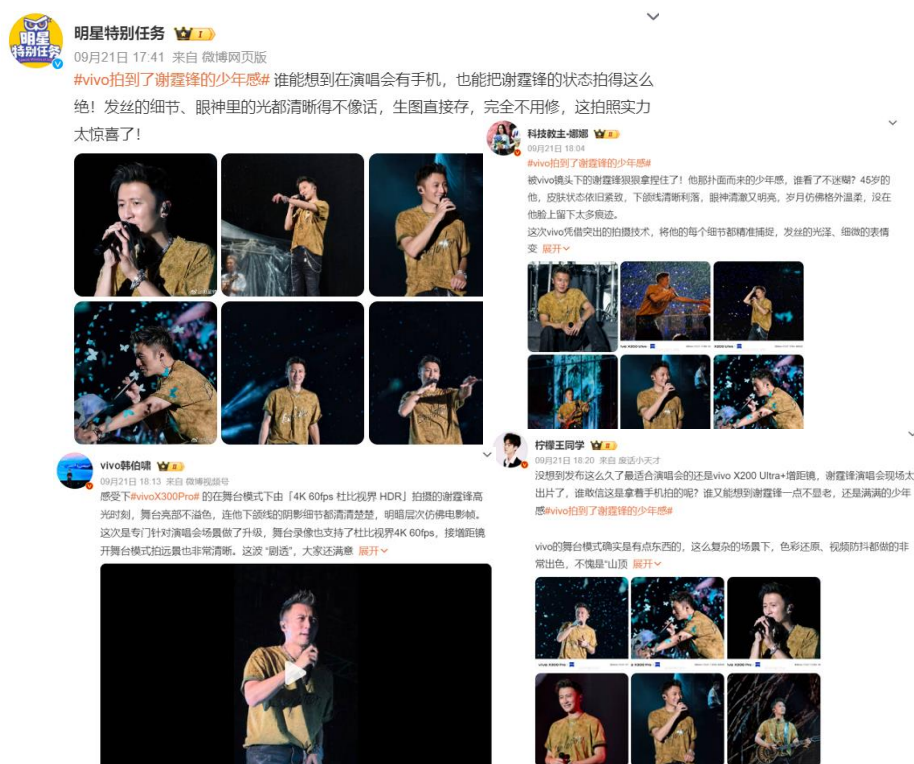 明星特别任务
明星特别任务
09月21日 17:41 来自 微博网页版
#vivo拍到了谢霆锋的少年感# 谁能想到在演唱会有手机，也能把谢霆锋的状态拍得这么
绝！发丝的细节、眼神里的光都清晰得不像话，生图直接存，完全不用修，这拍照实力
太惊喜了！
科技教主-娜娜
09月21日 18:04
#vivo拍到了谢霆锋的少年感#
被vivo镜头下的谢霆锋狠狠拿捏住了！他那扑面而来的少年感，谁看了不迷糊？45岁的
他，皮肤状态依旧紧致，下颌线清晰利落，眼神清澈又明亮，岁月仿佛格外温柔，没在
他脸上留下太多痕迹。
这次vivo凭借突出的拍摄技术，将他的每个细节都精准捕捉，发丝的光泽、细微的表情
变 展开
vivo韩伯啸
09月21日 18:13 来自 微博视频号
感受下#vivoX300Pro# 的在舞台模式下由「4K 60fps 杜比视界 HDR」拍摄的谢霆锋高
光时刻，舞台亮部不溢色，连他下颌线的阴影细节都清清楚楚，明暗层次仿佛电影帧。
这次是专门针对演唱会场景做了升级，舞台录像也支持了杜比视界4K 60fps，接增距镜
开舞台模式拍远景也非常清晰。这波 “剧透”，大家还满意 展开
柠檬王同学
09月21日 18:20 来自 废话小天才
没想到发布这么久了最适合演唱会的还是vivo X200 Ultra+增距镜，谢霆锋演唱会现场太
出片了，谁敢信这是拿着手机拍的呢？谁又能想到谢霆锋一点不显老，还是满满的少年
感#vivo拍到了谢霆锋的少年感#
vivo的舞台模式确实是有点东西的，这么复杂的场景下，色彩还原、视频防抖都做的非
常出色，不愧是“山顶 展开